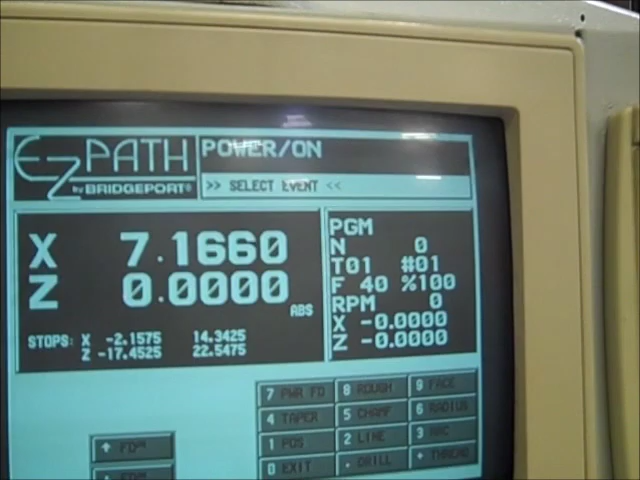 EZ PATH
by BRIDGEPORT®
POWER/ON
>> SELECT EVENT <<
X 7.1660
Z 0.0000
ABS
STOPS: X -2.1575 14.3425
Z -17.4525 22.5475
PGM
N 0
T01 #01
F 40 %100
RPM 0
X -0.0000
Z -0.0000
7 PWR FD 8 ROUGH 9 FACE
4 TAPER 5 CHAMF 6 RADIUS
1 POS 2 LINE 3 ARC
0 EXIT . DRILL + THREAD